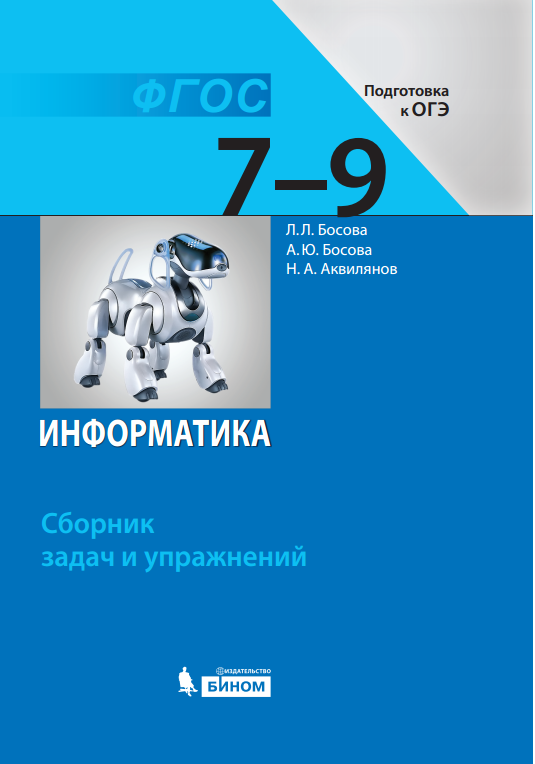 ФГОС
Подготовка
к ОГЭ
7–9
Л. Л. Босова
А. Ю. Босова
Н. А. Аквилянов
ИНФОРМАТИКА
Сборник
задач и упражнений
ИЗДАТЕЛЬСТВО
БИНОМ